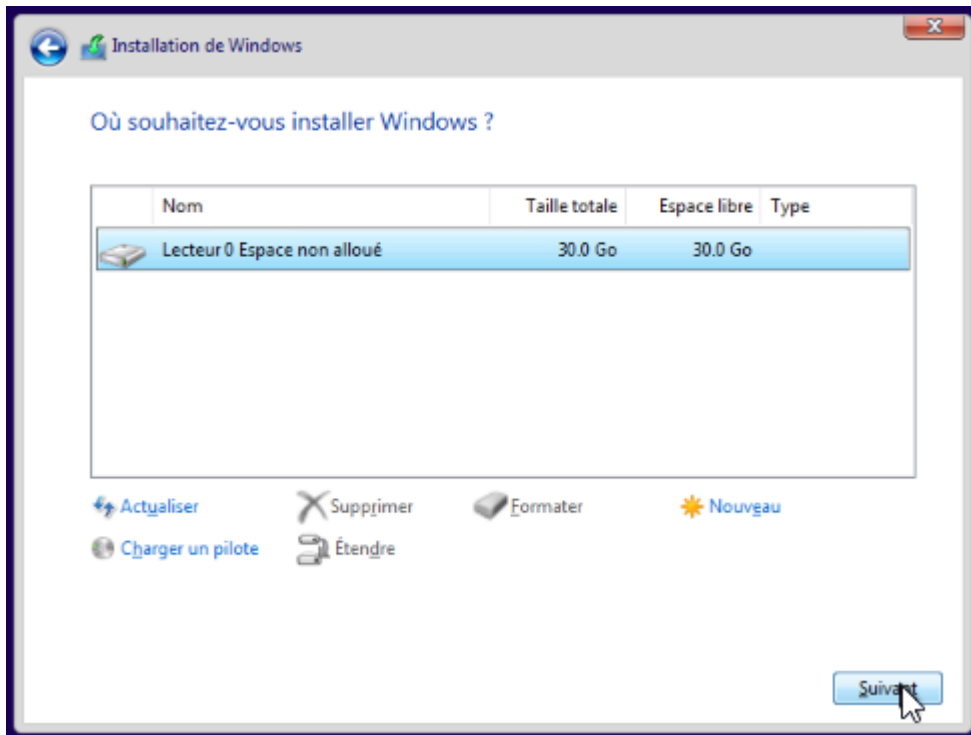 Installation de Windows
Où souhaitez-vous installer Windows ?
Nom Taille totale Espace libre Type
Lecteur 0 Espace non alloué 30.0 Go 30.0 Go
Actualiser Supprimer Formater Nouveau
Charger un pilote Étendre
Suivant